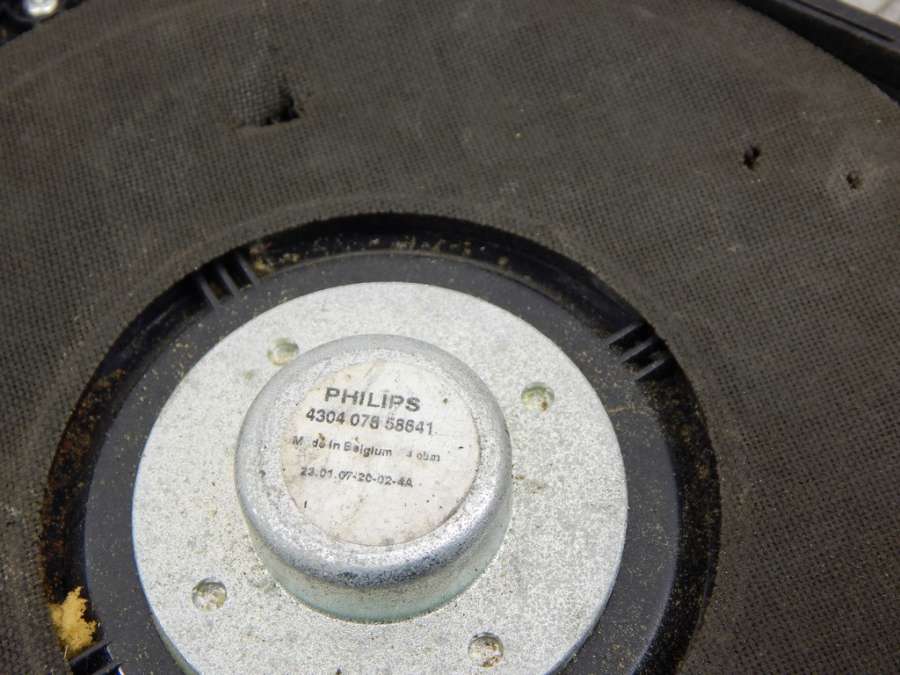 PHILIPS
4304 078 58641
Made in Belgium 4 ohm
23.01.07-20-02-4A